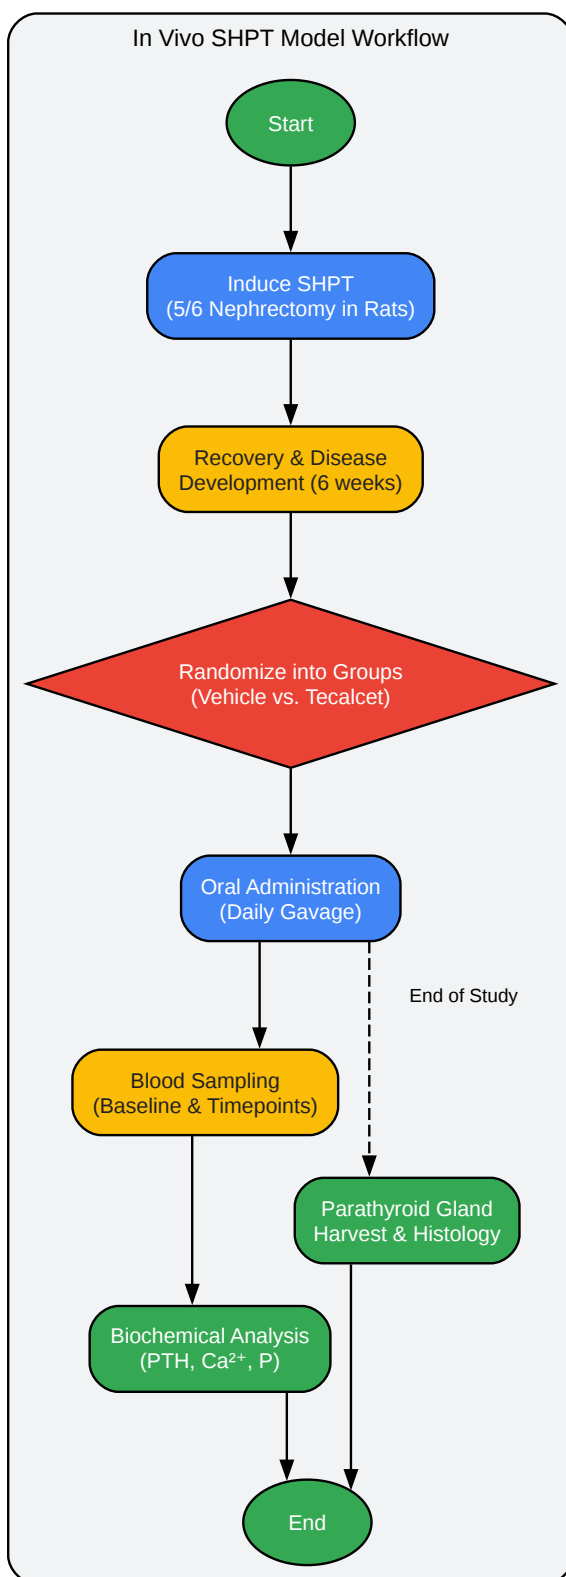 In Vivo SHPT Model Workflow
Start
Induce SHPT
(5/6 Nephrectomy in Rats)
Recovery & Disease
Development (6 weeks)
Randomize into Groups
(Vehicle vs. Tecalcet)
Oral Administration
(Daily Gavage)
End of Study
Blood Sampling
(Baseline & Timepoints)
Parathyroid Gland
Harvest & Histology
Biochemical Analysis
(PTH, Ca²⁺, P)
End